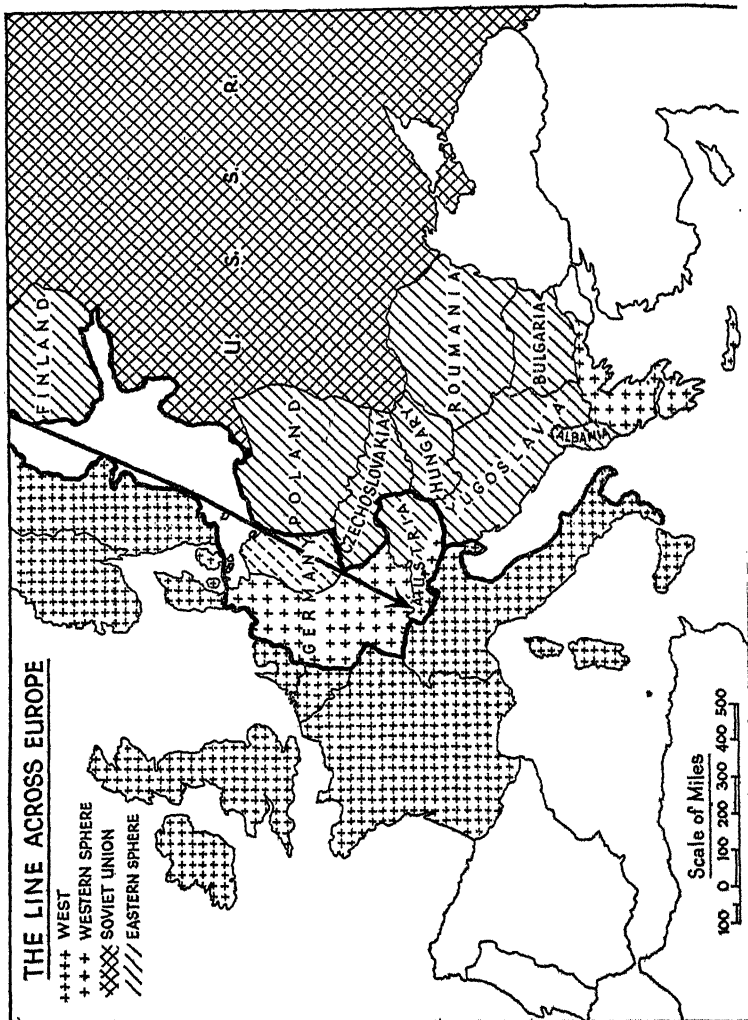 THE LINE ACROSS EUROPE
+++++ WEST
+ + + WESTERN SPHERE
SOVIET UNION
//// EASTERN SPHERE
FINLAND
U. S. S. R.
POLAND
GERMANY
CZECHOSLOVAKIA
AUSTRIA
HUNGARY
ROUMANIA
YUGOSLAVIA
BULGARIA
ALBANIA
Scale of Miles
100 0 100 200 300 400 500